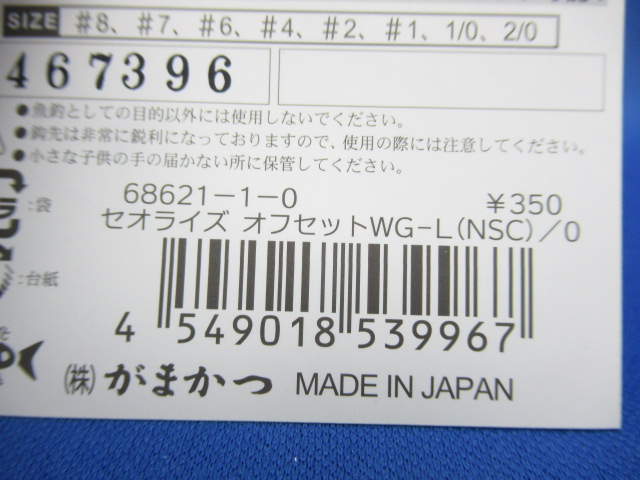 SIZE #8、#7、#6、#4、#2、#1、1/0、2/0
467396
●魚釣としての目的以外には使用しないでください。
●鈎先は非常に鋭利になっておりますので、使用の際には注意してください。
●小さな子供の手の届かない所に保管してください。
:袋
68621-1-0 ¥350
セオライズ オフセットWG-L(NSC)/0
:台紙
4 549018 539967
(株) がまかつ MADE IN JAPAN